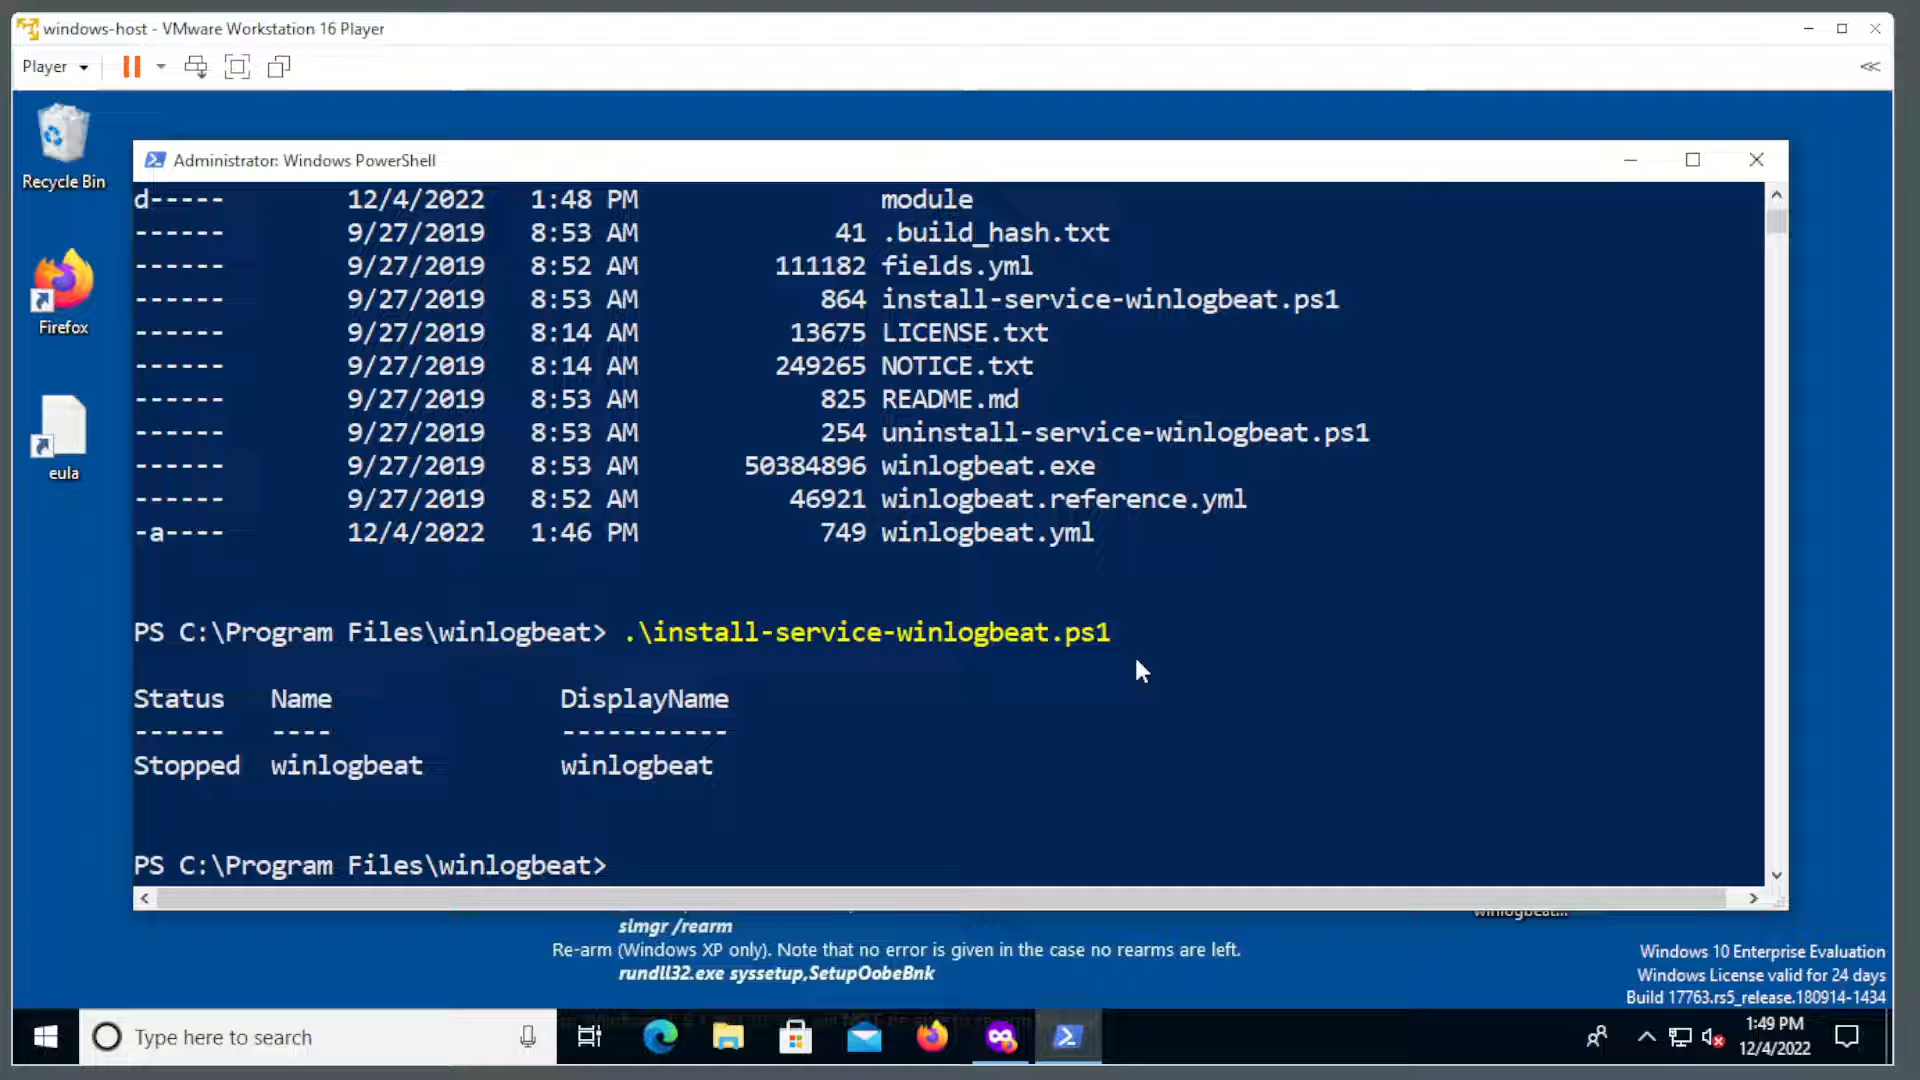 windows-host - VMware Workstation 16 Player
Player
Recycle Bin
Firefox
eula
Administrator: Windows PowerShell
d----- 12/4/2022 1:48 PM module
------ 9/27/2019 8:53 AM 41 .build_hash.txt
------ 9/27/2019 8:52 AM 111182 fields.yml
------ 9/27/2019 8:53 AM 864 install-service-winlogbeat.ps1
------ 9/27/2019 8:14 AM 13675 LICENSE.txt
------ 9/27/2019 8:14 AM 249265 NOTICE.txt
------ 9/27/2019 8:53 AM 825 README.md
------ 9/27/2019 8:53 AM 254 uninstall-service-winlogbeat.ps1
------ 9/27/2019 8:53 AM 50384896 winlogbeat.exe
------ 9/27/2019 8:52 AM 46921 winlogbeat.reference.yml
-a---- 12/4/2022 1:46 PM 749 winlogbeat.yml
PS C:\Program Files\winlogbeat> .\install-service-winlogbeat.ps1
Status Name DisplayName
------ ---- -----------
Stopped winlogbeat winlogbeat
PS C:\Program Files\winlogbeat>
winlogbeat...
slmgr /rearm
Re-arm (Windows XP only). Note that no error is given in the case no rearms are left.
rundll32.exe syssetup,SetupOobeBnk
Windows 10 Enterprise Evaluation
Windows License valid for 24 days
Build 17763.rs5_release.180914-1434
Type here to search
1:49 PM
12/4/2022